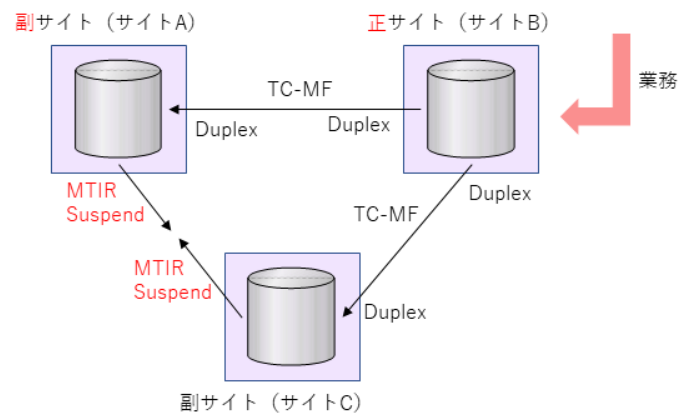 副サイト（サイトA）
正サイト（サイトB）
業務
TC-MF
Duplex
Duplex
MTIR
Suspend
Duplex
TC-MF
MTIR
Suspend
Duplex
副サイト（サイトC）